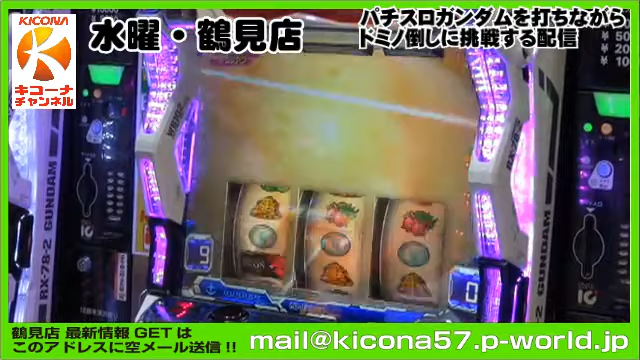 KICONA
キコーナ
チャンネル
水曜・鶴見店
パチスロガンダムを打ちながら
ドミノ倒しに挑戦する配信
RX-78-2 GUNDAM
9
0
GUNDAM
鶴見店 最新情報 GET は
このアドレスに空メール送信 !!
mail@kicona57.p-world.jp